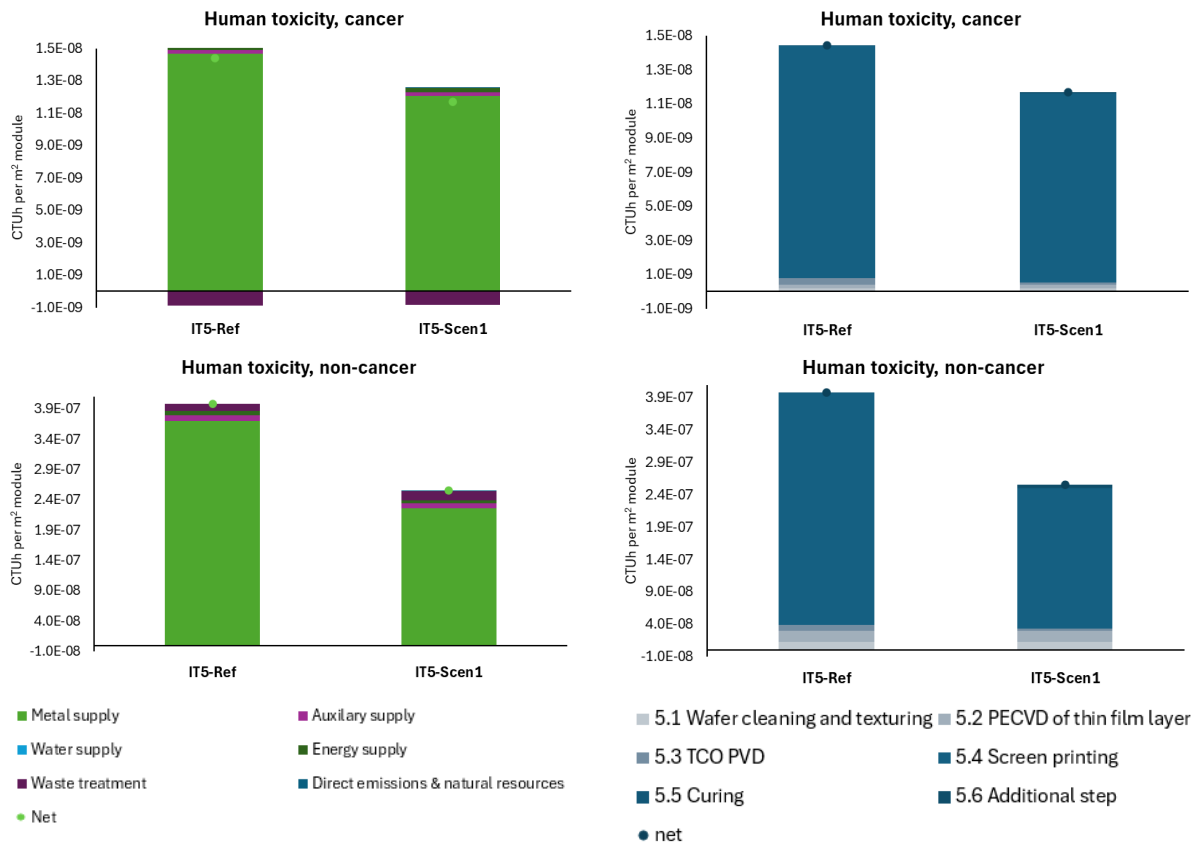 Human toxicity, cancer
CTUh per m² module
1.5E-08
1.3E-08
1.1E-08
9.0E-09
7.0E-09
5.0E-09
3.0E-09
1.0E-09
-1.0E-09
IT5-Ref
IT5-Scen1
Human toxicity, cancer
CTUh per m² module
1.5E-08
1.3E-08
1.1E-08
9.0E-09
7.0E-09
5.0E-09
3.0E-09
1.0E-09
-1.0E-09
IT5-Ref
IT5-Scen1
Human toxicity, non-cancer
CTUh per m² module
3.9E-07
3.4E-07
2.9E-07
2.4E-07
1.9E-07
1.4E-07
9.0E-08
4.0E-08
-1.0E-08
IT5-Ref
IT5-Scen1
Human toxicity, non-cancer
CTUh per m² module
3.9E-07
3.4E-07
2.9E-07
2.4E-07
1.9E-07
1.4E-07
9.0E-08
4.0E-08
-1.0E-08
IT5-Ref
IT5-Scen1
Metal supply
Auxilary supply
Water supply
Energy supply
Waste treatment
Direct emissions & natural resources
Net
5.1 Wafer cleaning and texturing
5.2 PECVD of thin film layer
5.3 TCO PVD
5.4 Screen printing
5.5 Curing
5.6 Additional step
net